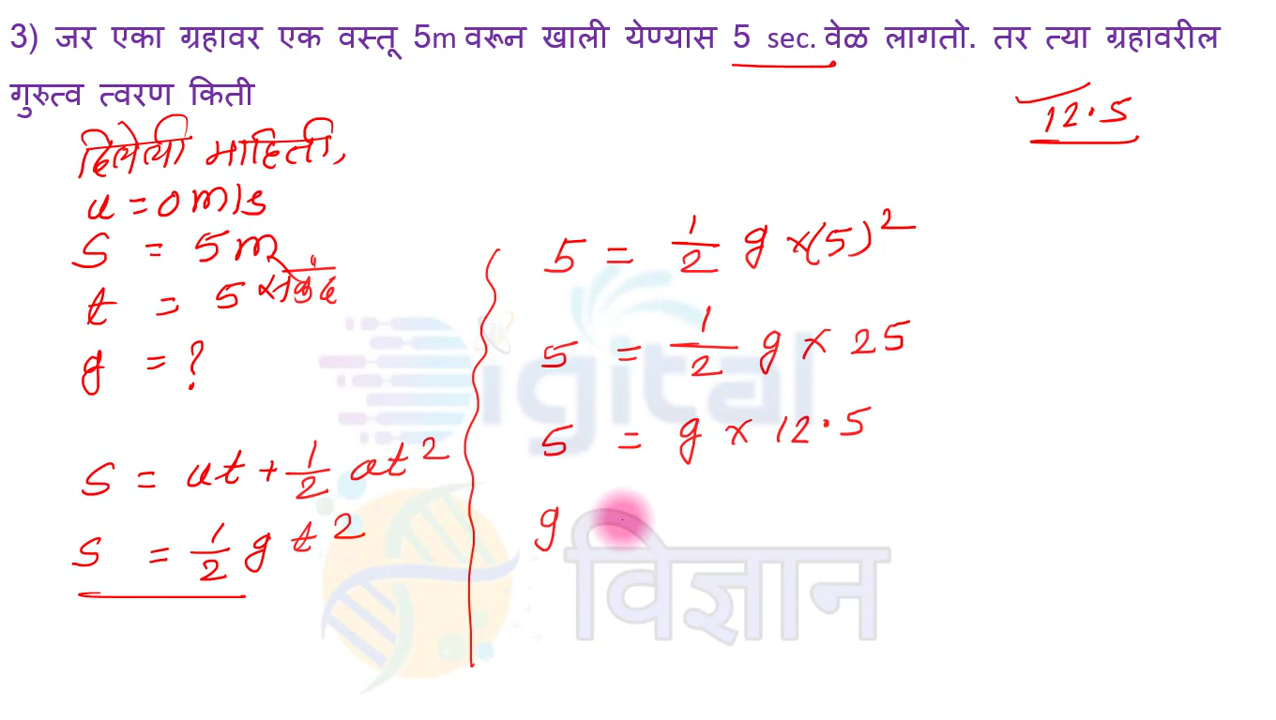 3) जर एका ग्रहावर एक वस्तू 5m वरून खाली येण्यास 5 sec. वेळ लागतो. तर त्या ग्रहावरील
गुरुत्व त्वरण किती
12.5
दिलेली माहिती,
u = 0 m/s
S = 5 m
t = 5 सेकंद
g = ?
S = ut + 1/2 at²
S = 1/2 g t²
5 = 1/2 g ×(5)²
5 = 1/2 g × 25
5 = g × 12.5
g
Digital
विज्ञान